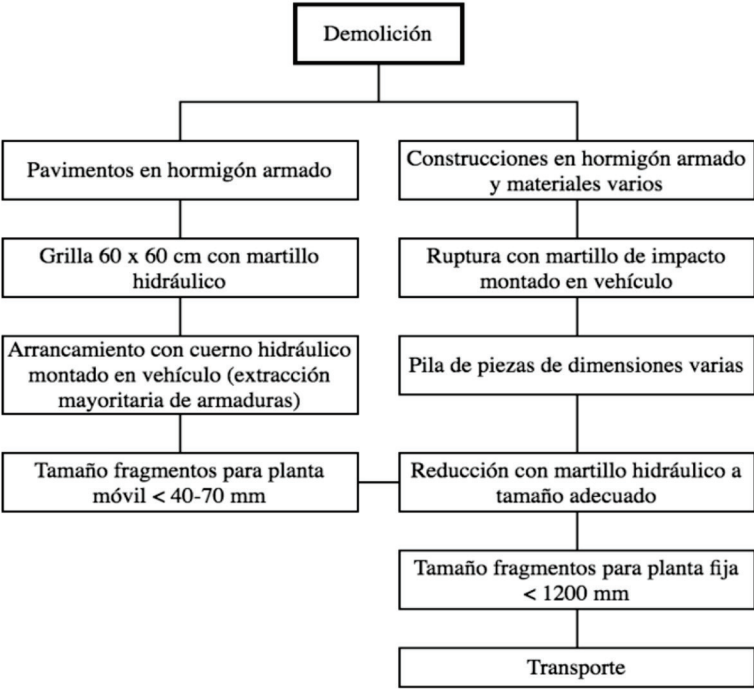 Demolición
Pavimentos en hormigón armado
Grilla 60 x 60 cm con martillo
hidráulico
Arrancamiento con cuerno hidráulico
montado en vehículo (extracción
mayoritaria de armaduras)
Tamaño fragmentos para planta
móvil < 40-70 mm
Construcciones en hormigón armado
y materiales varios
Ruptura con martillo de impacto
montado en vehículo
Pila de piezas de dimensiones varias
Reducción con martillo hidráulico a
tamaño adecuado
Tamaño fragmentos para planta fija
< 1200 mm
Transporte